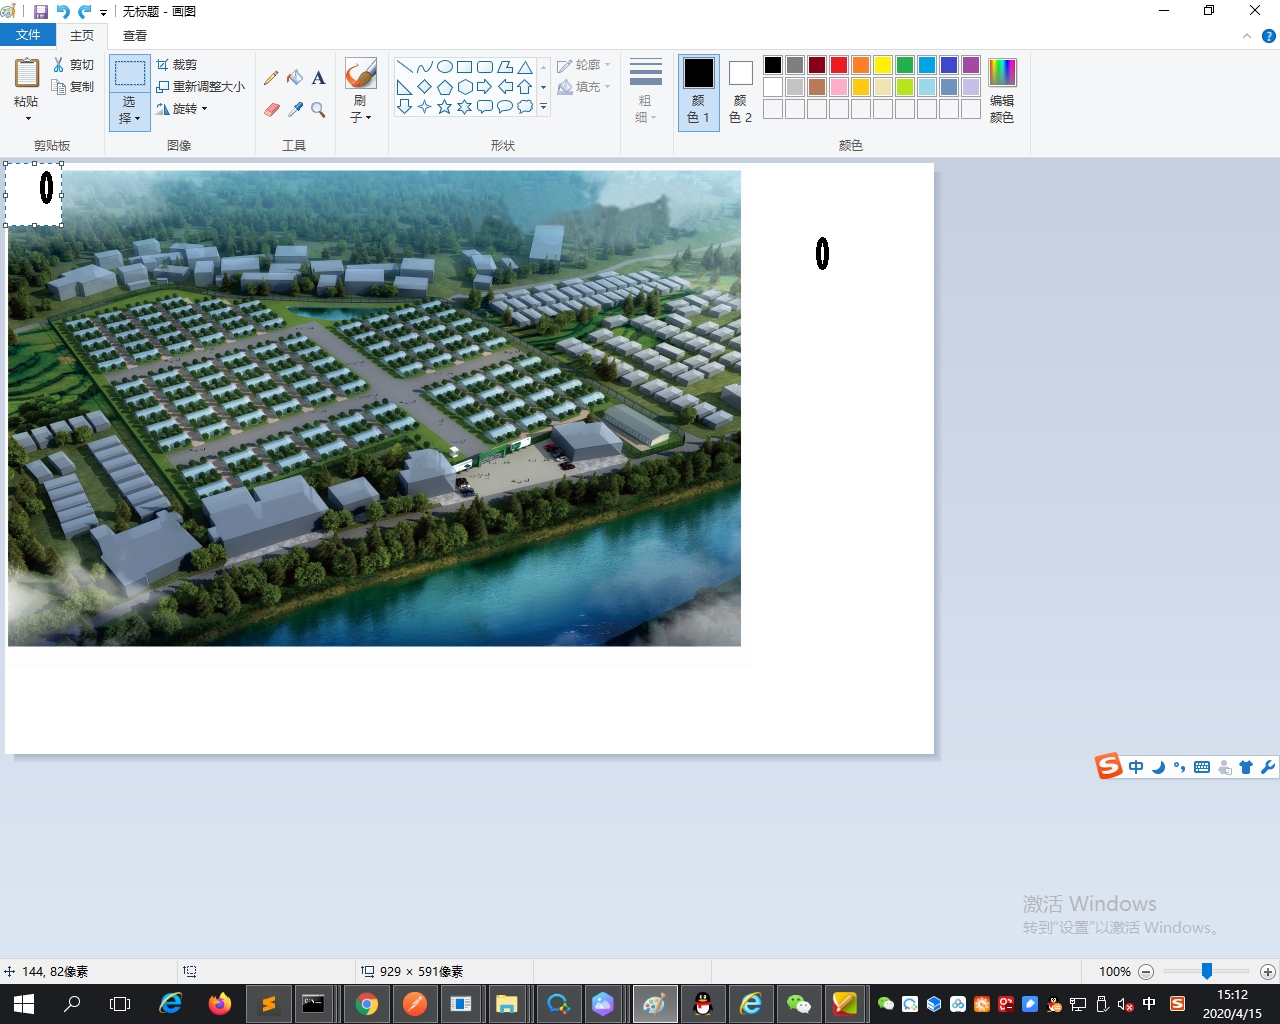 无标题 - 画图
文件 主页 查看
粘贴
剪切
复制
剪贴板
选择
裁剪
重新调整大小
旋转
图像
A
工具
刷子
形状
轮廓
填充
粗细
颜色 1
颜色 2
颜色
编辑颜色
0
0
中
激活 Windows
转到"设置"以激活 Windows。
144, 82像素
929 × 591像素
100%
中
15:12
2020/4/15